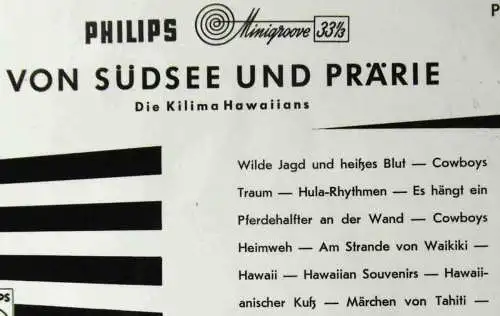 P
PHILIPS Minigroove 33⅓
VON SÜDSEE UND PRÄRIE
Die Kilima Hawaiians
Wilde Jagd und heißes Blut — Cowboys
Traum — Hula-Rhythmen — Es hängt ein
Pferdehalfter an der Wand — Cowboys
Heimweh — Am Strande von Waikiki —
Hawaii — Hawaiian Souvenirs — Hawaii-
anischer Kuß — Märchen von Tahiti —
PS